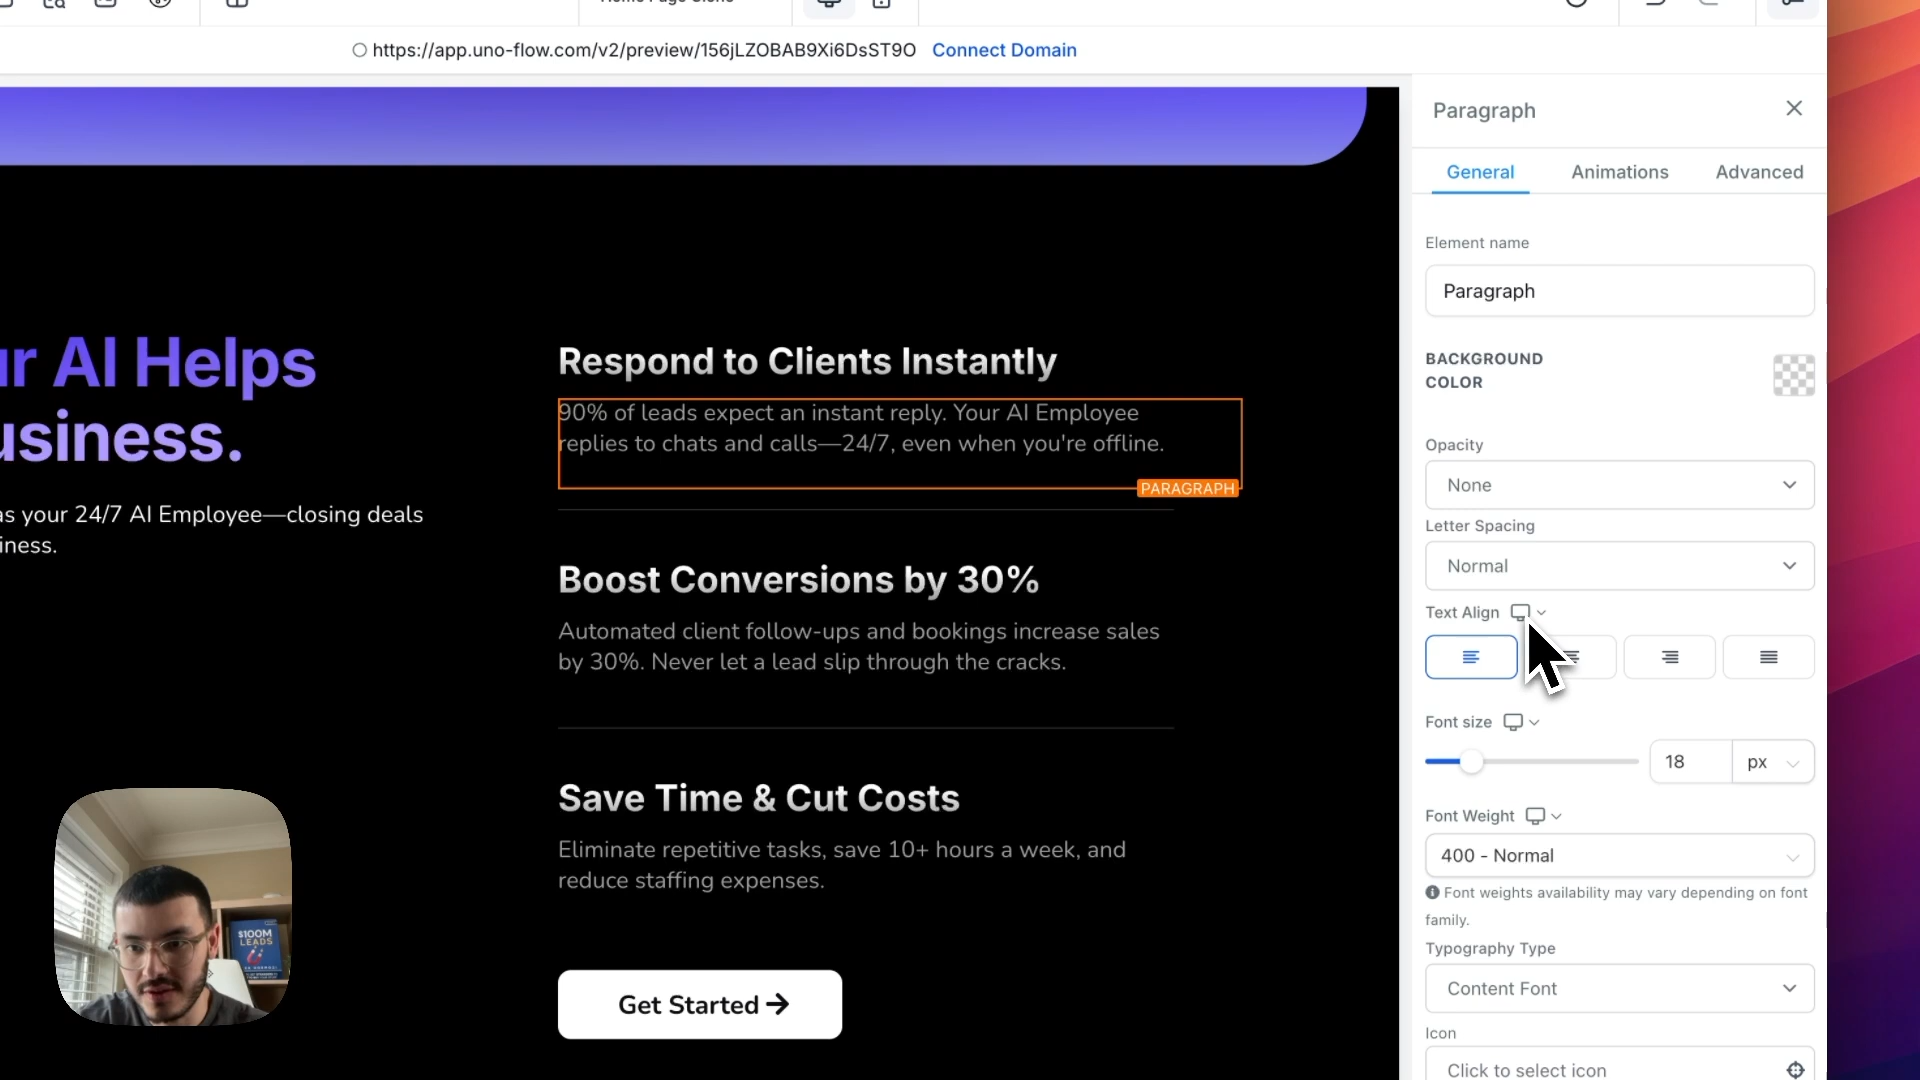 https://app.uno-flow.com/v2/preview/156jLZOBAB9Xi6DsST9O
Connect Domain
Paragraph
General
Animations
Advanced
Element name
Paragraph
BACKGROUND
COLOR
Opacity
None
Letter Spacing
Normal
Text Align
Font size
18
px
Font Weight
400 - Normal
Font weights availability may vary depending on font
family.
Typography Type
Content Font
Icon
Click to select icon
AI Helps
as your 24/7 AI Employee—closing deals
Respond to Clients Instantly
90% of leads expect an instant reply. Your AI Employee
replies to chats and calls—24/7, even when you're offline.
PARAGRAPH
Boost Conversions by 30%
Automated client follow-ups and bookings increase sales
by 30%. Never let a lead slip through the cracks.
Save Time & Cut Costs
Eliminate repetitive tasks, save 10+ hours a week, and
reduce staffing expenses.
Get Started
$100M
LEADS